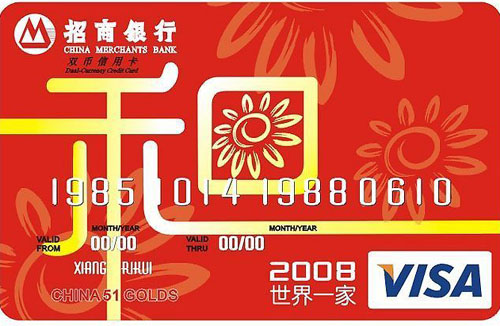 招商银行
CHINA MERCHANTS BANK
双币信用卡
Dual-Currency Credit Card
和
1985 1014 19880610
MONTH/YEAR MONTH/YEAR
VALID FROM 00/00 VALID THRU 00/00
XIANG RIHUI
CHINA 51 GOLDS
2008
世界一家
VISA